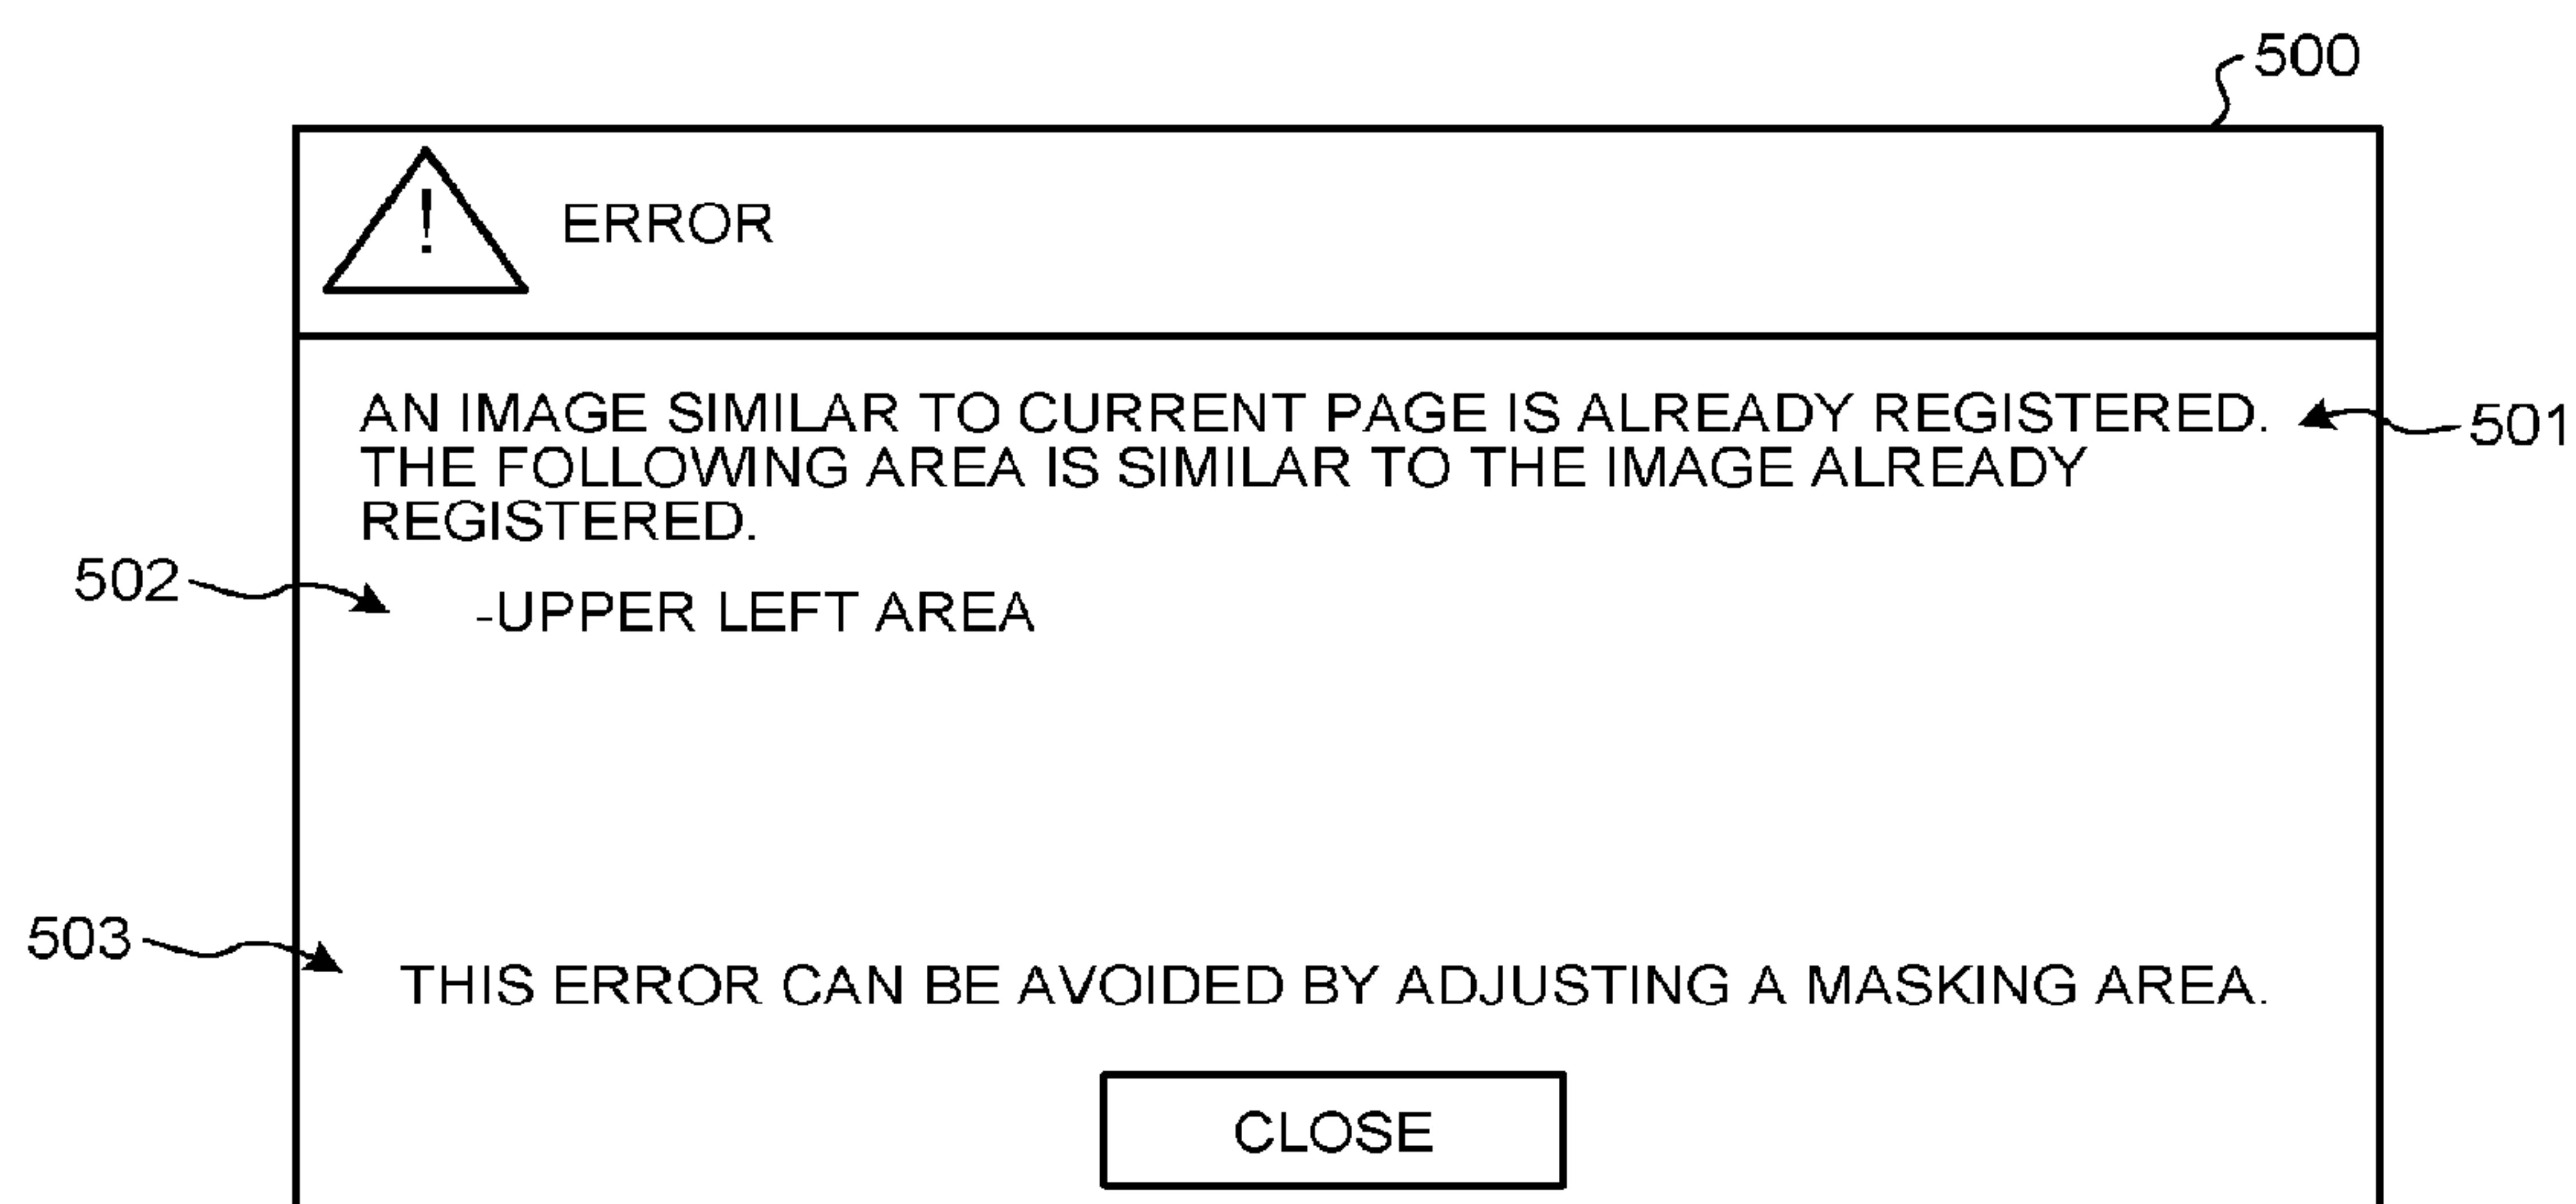 500
! ERROR
AN IMAGE SIMILAR TO CURRENT PAGE IS ALREADY REGISTERED.
501
THE FOLLOWING AREA IS SIMILAR TO THE IMAGE ALREADY
REGISTERED.
502
-UPPER LEFT AREA
503
THIS ERROR CAN BE AVOIDED BY ADJUSTING A MASKING AREA.
CLOSE